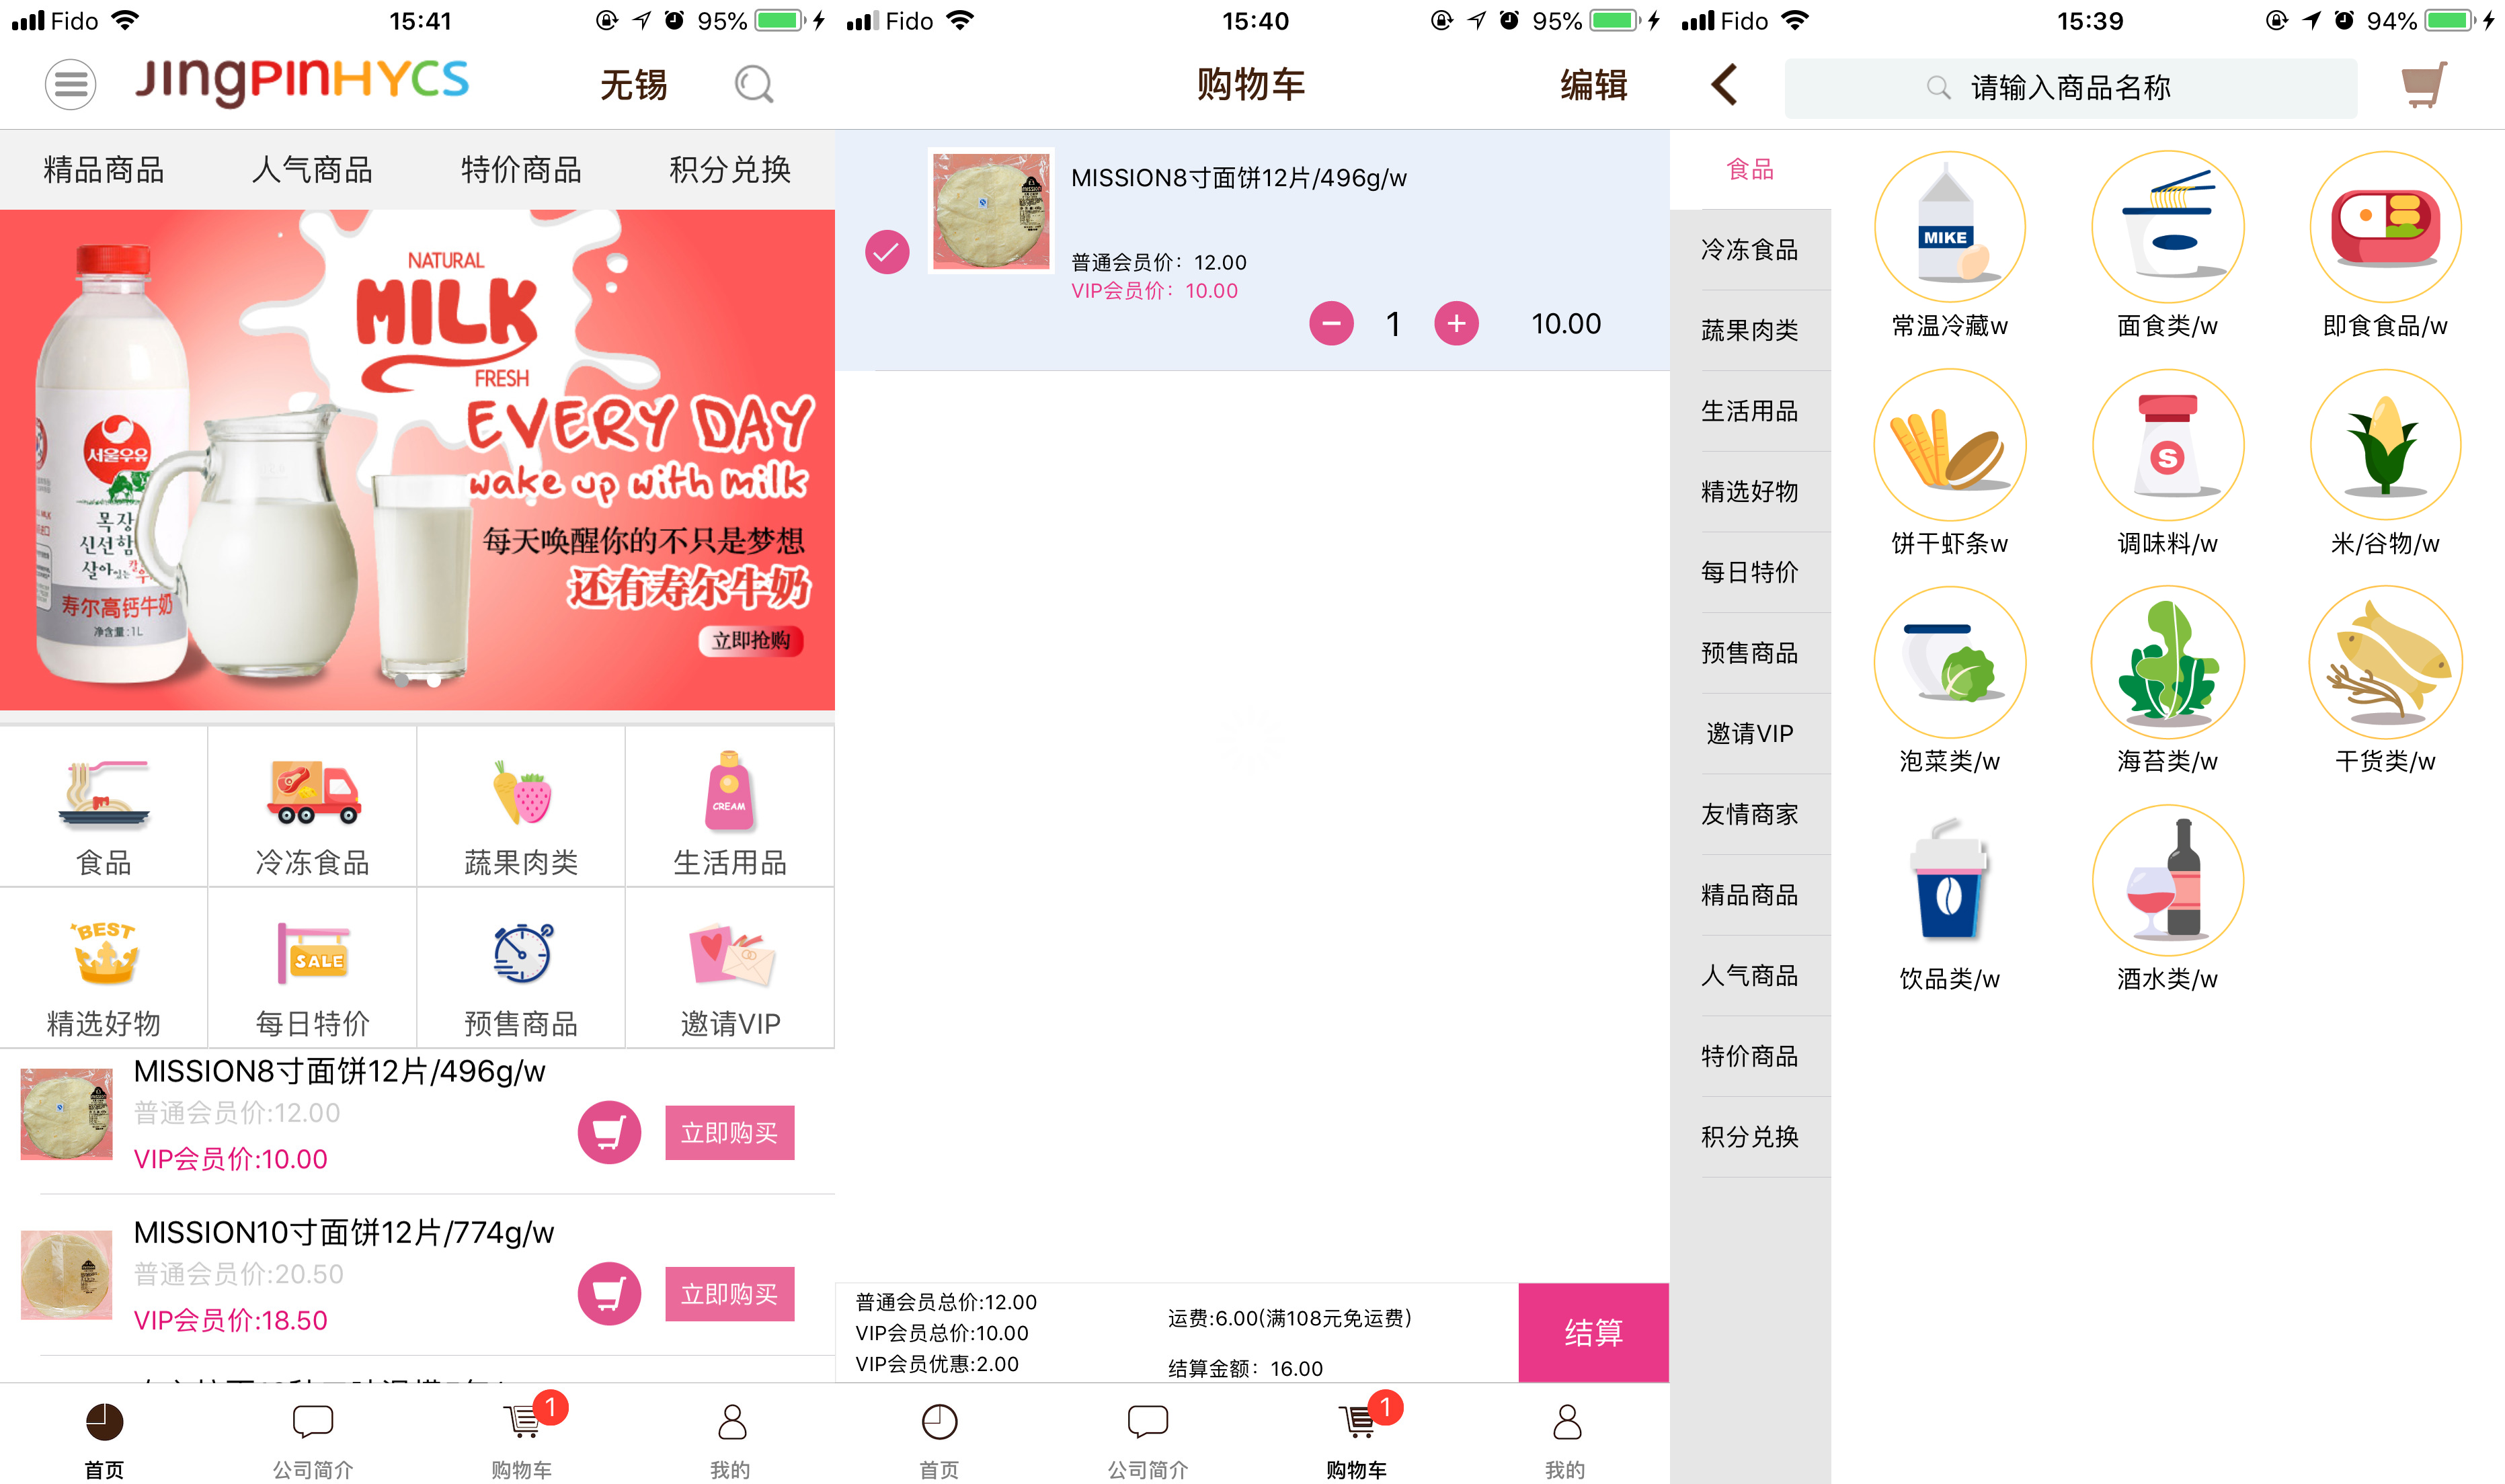 Fido 15:41 95%
JINGPINHYCS 无锡
精品商品 人气商品 特价商品 积分兑换
NATURAL
MILK
FRESH
EVERY DAY
wake up with milk
每天唤醒你的不只是梦想
还有寿尔牛奶
立即抢购
서울우유
목장
신선함
살아있는
寿尔高钙牛奶
净含量:1L
食品 冷冻食品 蔬果肉类 生活用品
CREAM
BEST
SALE
精选好物 每日特价 预售商品 邀请VIP
MISSION8寸面饼12片/496g/w
普通会员价:12.00
VIP会员价:10.00
立即购买
MISSION10寸面饼12片/774g/w
普通会员价:20.50
VIP会员价:18.50
立即购买
1
首页 公司简介 购物车 我的
Fido 15:40 95%
购物车 编辑
MISSION8寸面饼12片/496g/w
普通会员价：12.00
VIP会员价：10.00
1 10.00
普通会员总价:12.00
VIP会员总价:10.00
VIP会员优惠:2.00
运费:6.00(满108元免运费)
结算金额：16.00
结算
1
首页 公司简介 购物车 我的
Fido 15:39 94%
请输入商品名称
食品
冷冻食品
蔬果肉类
生活用品
精选好物
每日特价
预售商品
邀请VIP
友情商家
精品商品
人气商品
特价商品
积分兑换
MIKE
常温冷藏w 面食类/w 即食食品/w
S
饼干虾条w 调味料/w 米/谷物/w
泡菜类/w 海苔类/w 干货类/w
饮品类/w 酒水类/w